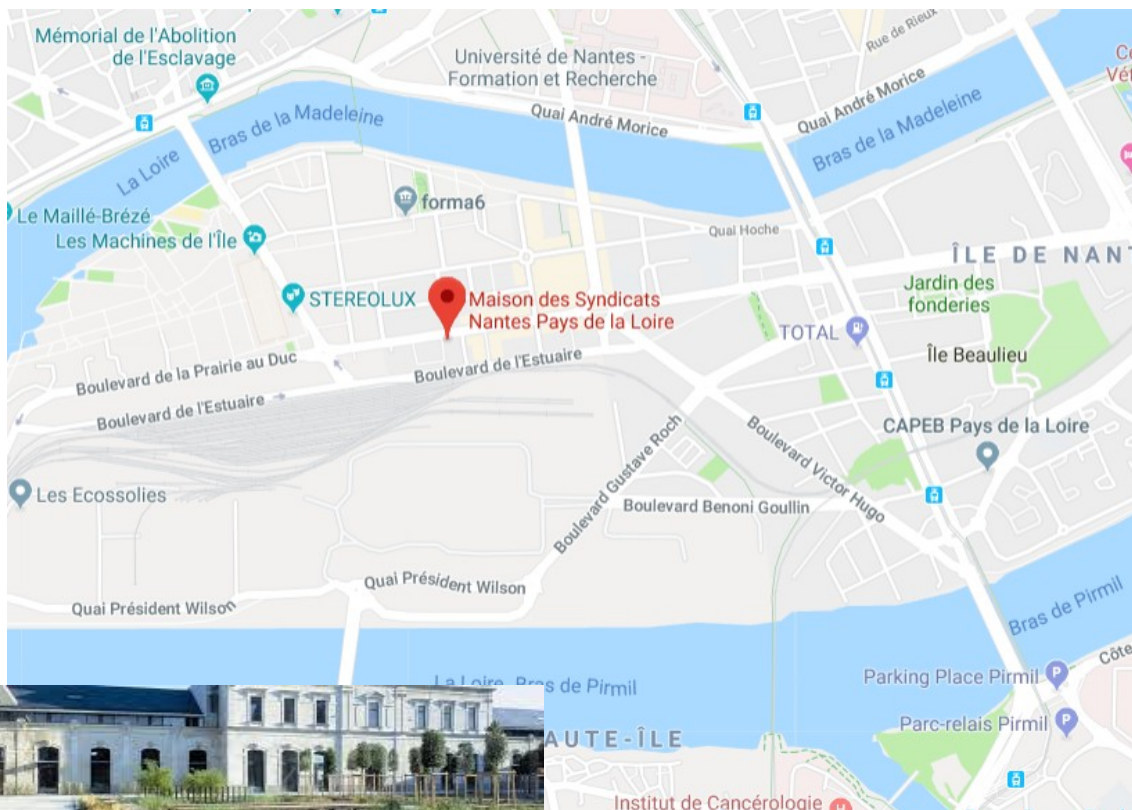 Mémorial de l'Abolition
de l'Esclavage
Université de Nantes -
Formation et Recherche
Rue de Rieux
Quai André Morice
Quai André Morice
Bras de la Madeleine
Bras de la Madeleine
La Loire
forma6
Le Maillé-Brézé
Les Machines de l'Île
Quai Hoche
ÎLE DE NANT
Jardin des
fonderies
STEREOLUX
Maison des Syndicats
Nantes Pays de la Loire
TOTAL
Île Beaulieu
Boulevard de la Prairie au Duc
Boulevard de l'Estuaire
Boulevard de l'Estuaire
CAPEB Pays de la Loire
Boulevard Gustave Roch
Boulevard Victor Hugo
Les Ecossolies
Boulevard Benoni Goullin
Quai Président Wilson
Quai Président Wilson
Bras de Pirmil
Côte
La Loire Bras de Pirmil
Parking Place Pirmil
P
Parc-relais Pirmil
P
AUTE-ÎLE
Institut de Cancérologie
H